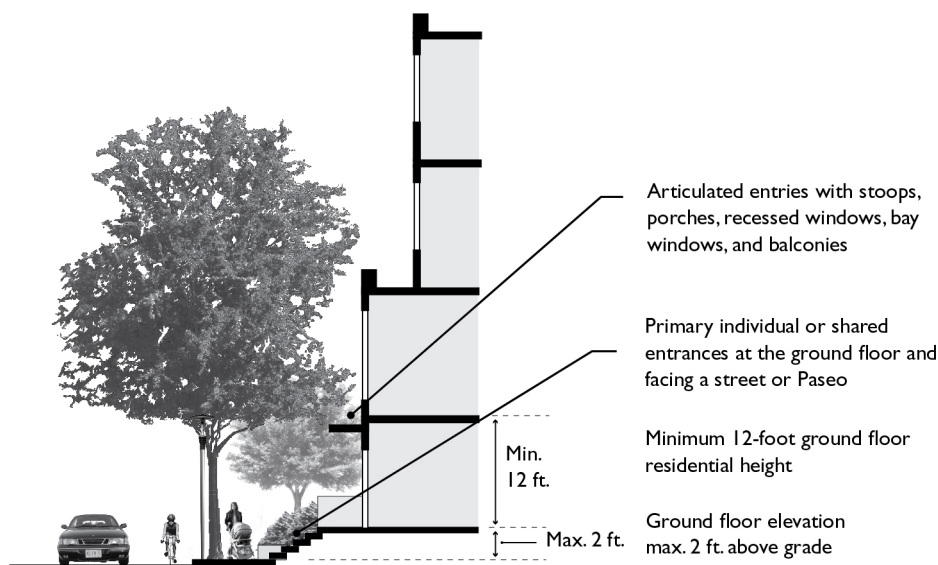 Articulated entries with stoops,
porches, recessed windows, bay
windows, and balconies
Primary individual or shared
entrances at the ground floor and
facing a street or Paseo
Min.
12 ft.
Minimum 12-foot ground floor
residential height
Max. 2 ft.
Ground floor elevation
max. 2 ft. above grade